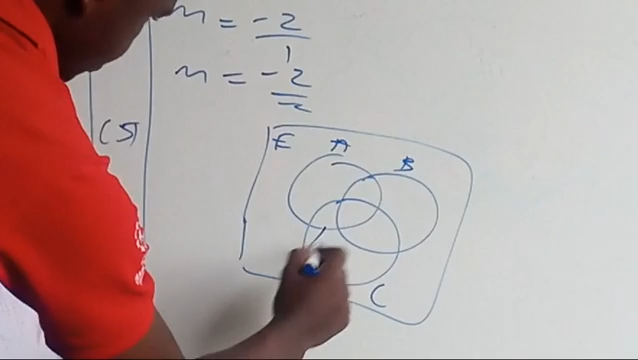 m = -2
1
m = -2
(5)
E A B
C